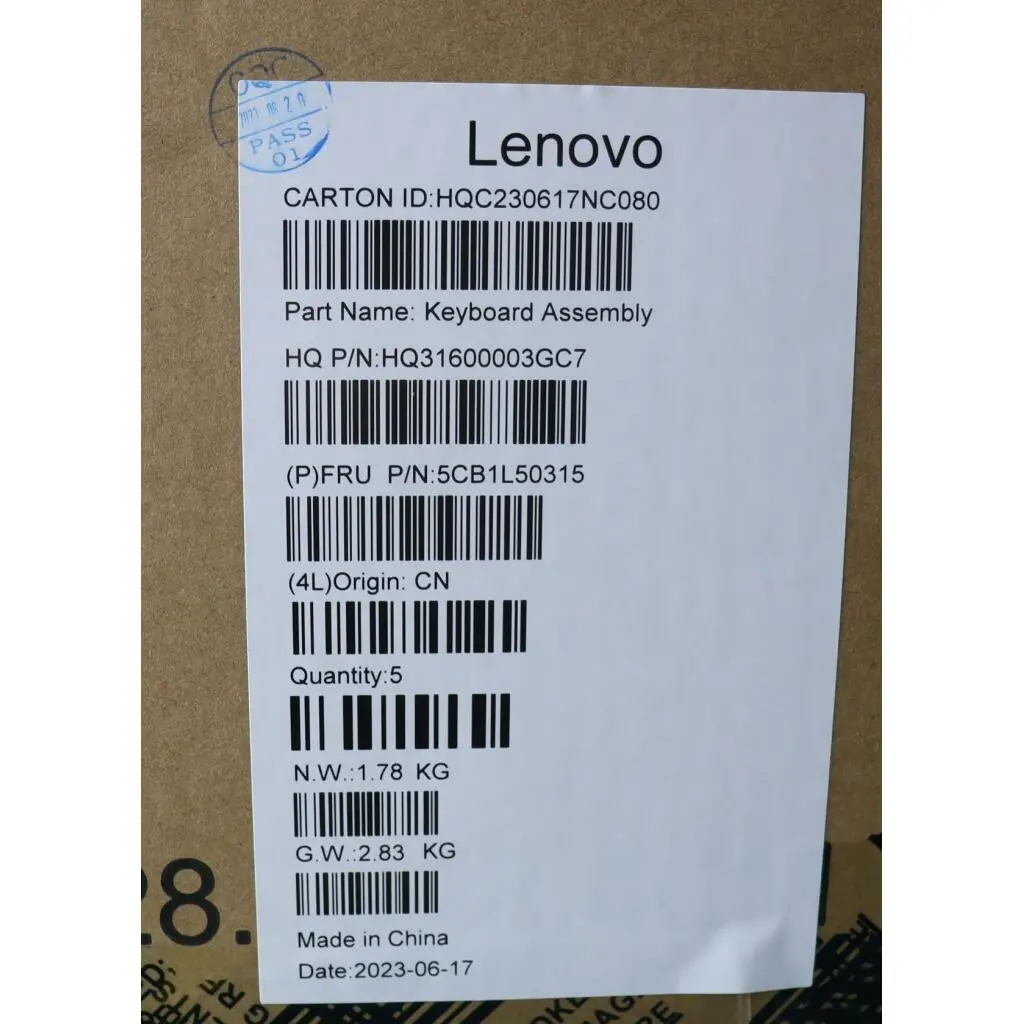 PASS
01
Lenovo
CARTON ID:HQC230617NC080
Part Name: Keyboard Assembly
HQ P/N:HQ31600003GC7
(P)FRU P/N:5CB1L50315
(4L)Origin: CN
Quantity:5
N.W.:1.78 KG
G.W.:2.83 KG
Made in China
Date:2023-06-17
8.